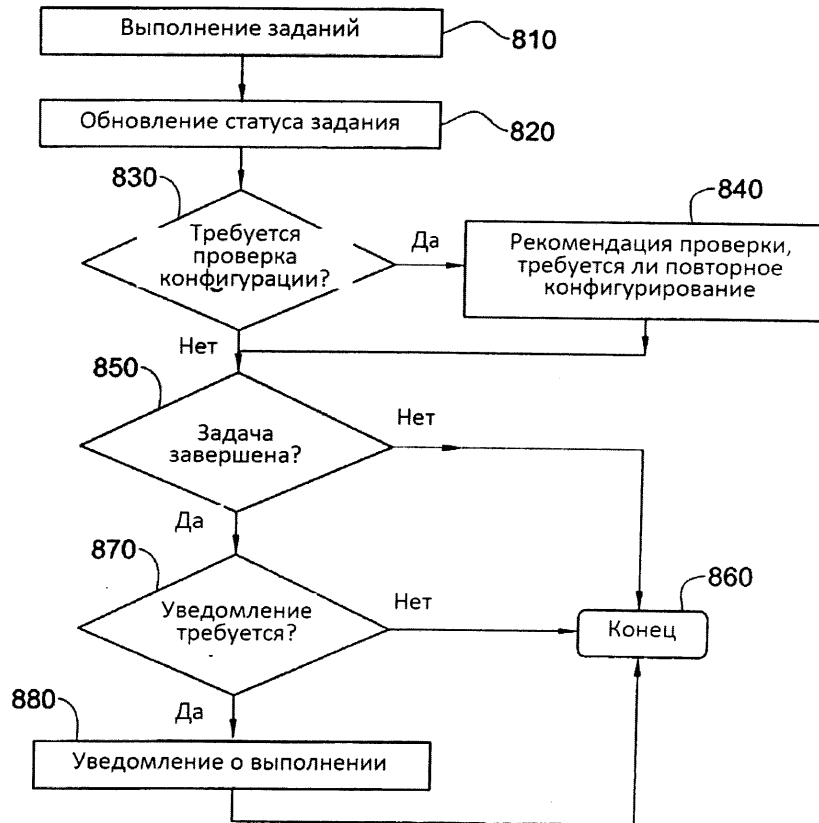 Выполнение заданий
810
Обновление статуса задания
820
830
Требуется
проверка
конфигурации?
Да
840
Рекомендация проверки,
требуется ли повторное
конфигурирование
Нет
850
Задача
завершена?
Нет
Да
870
Уведомление
требуется?
Нет
860
Конец
Да
880
Уведомление о выполнении